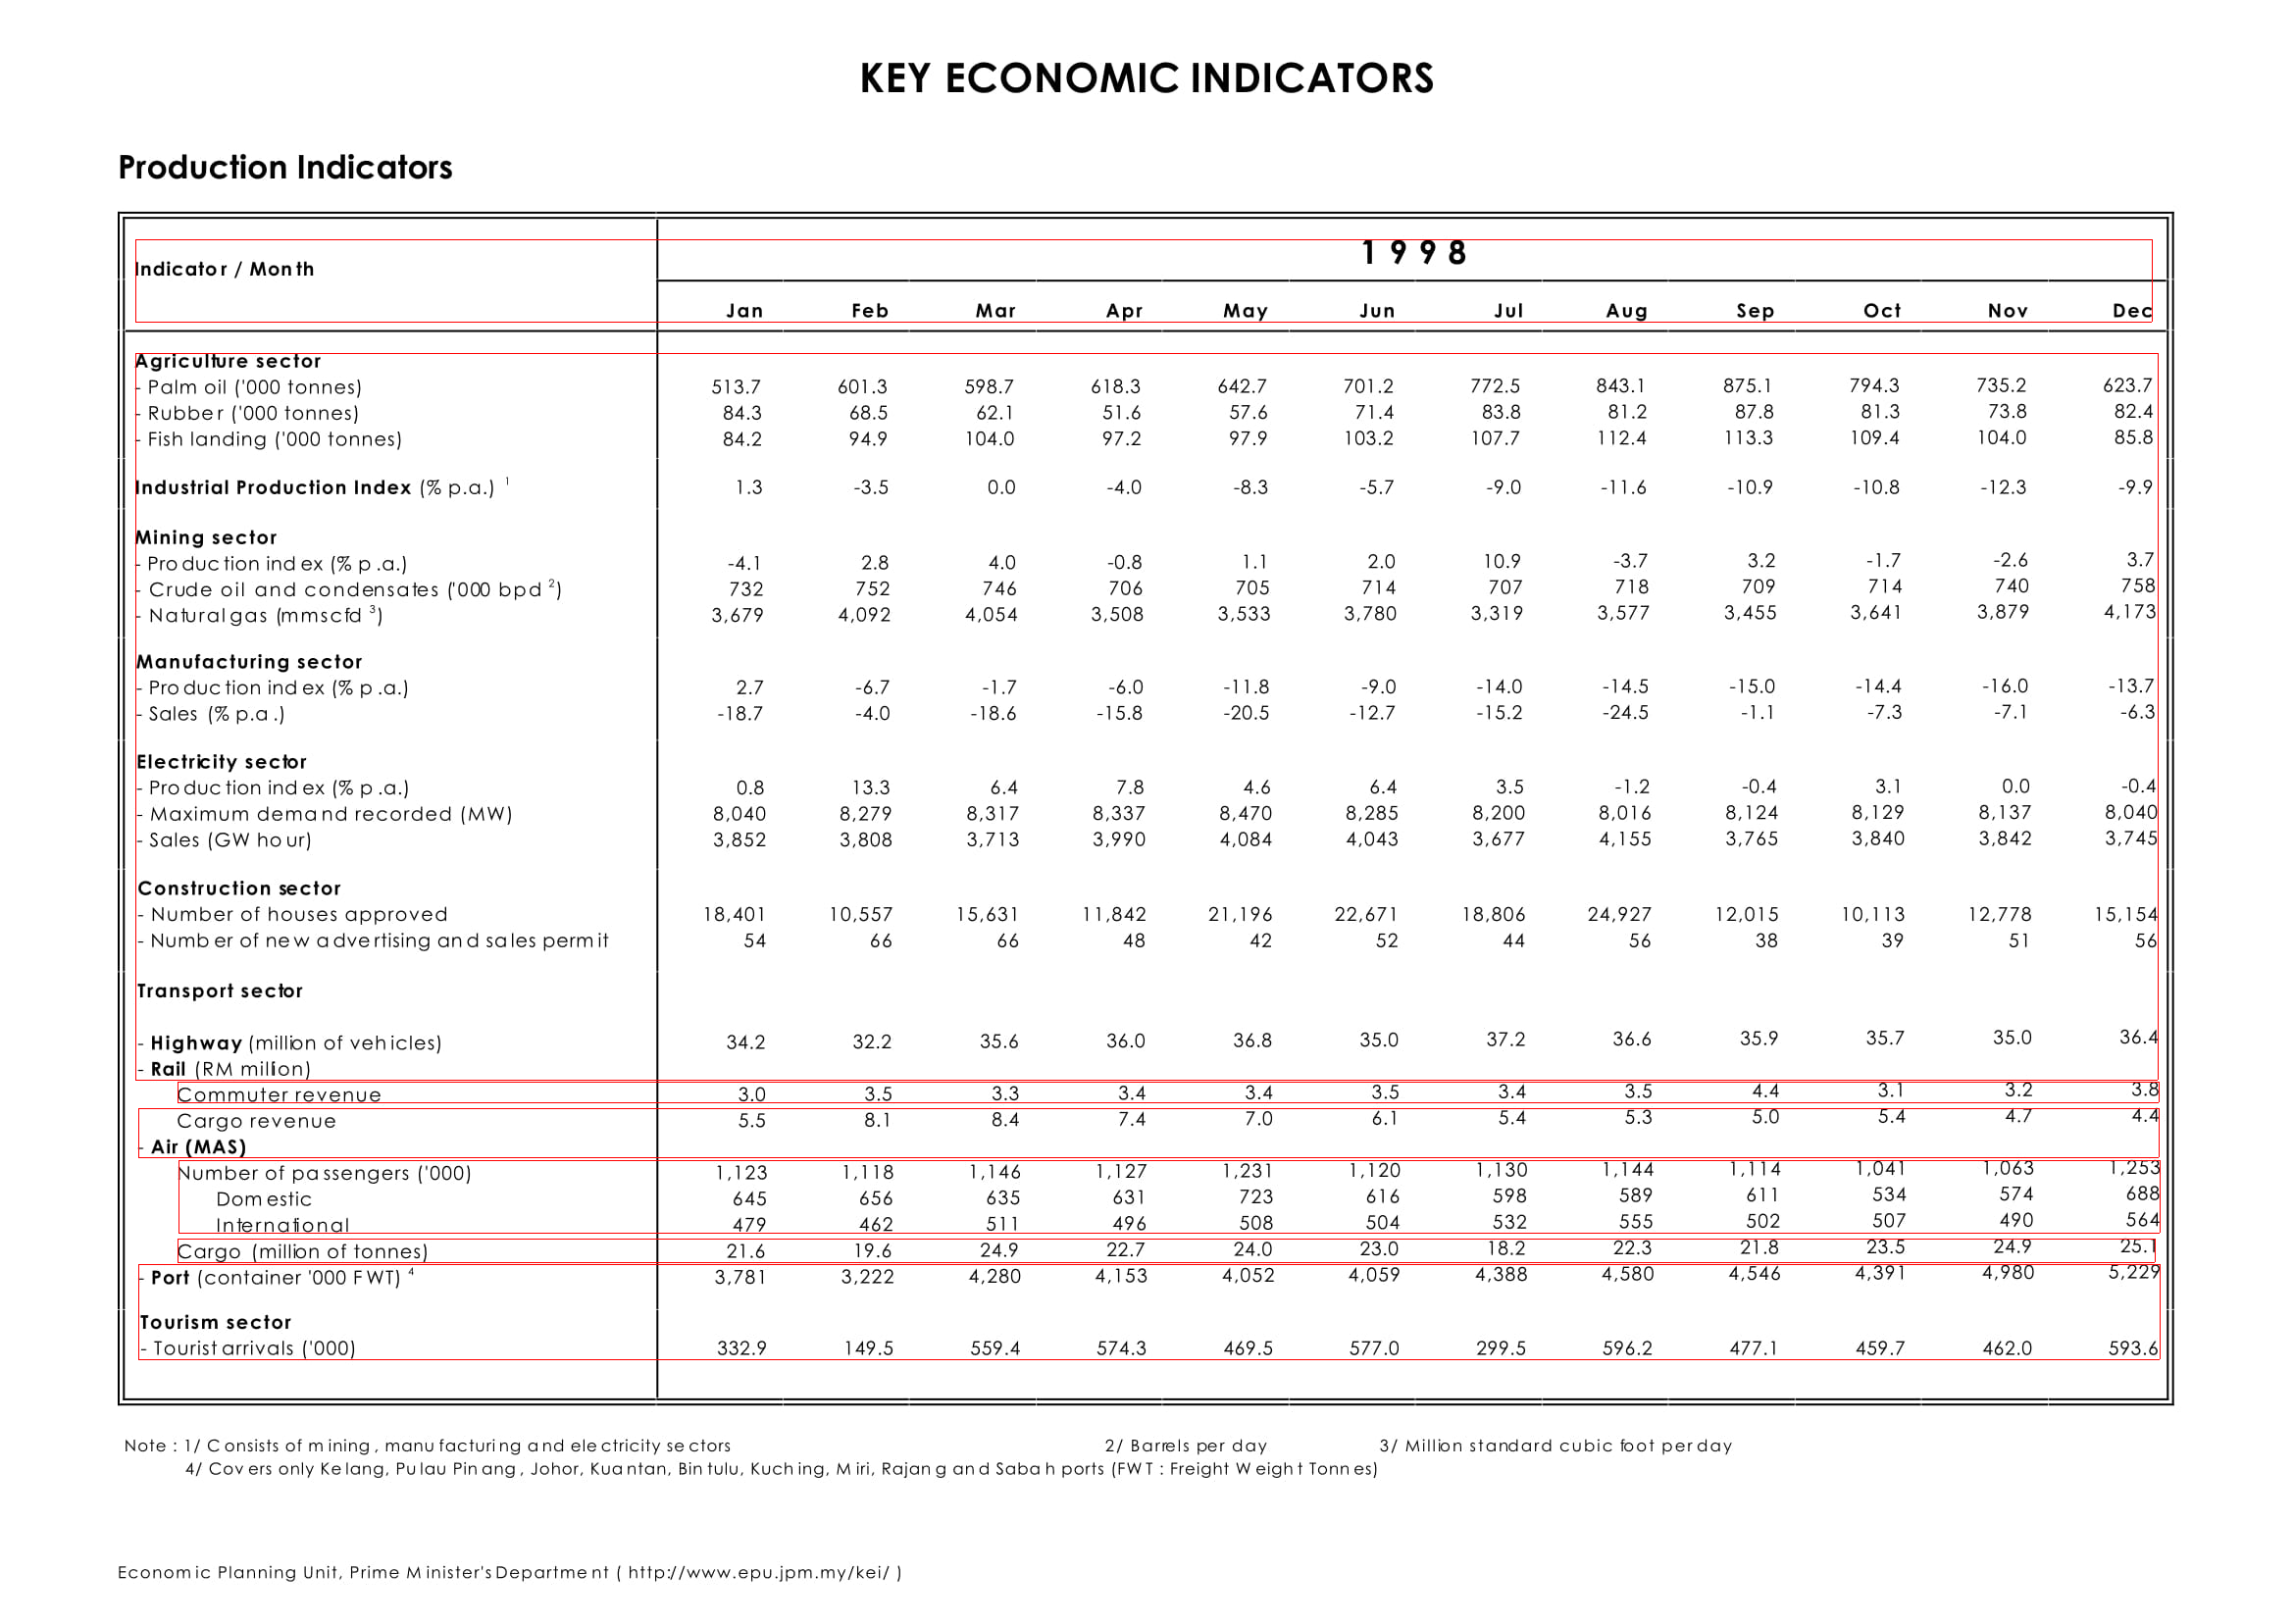 KEY ECONOMIC INDICATORS
Production Indicators
1998
Indicator / Month
Jan Feb Mar Apr May Jun Jul Aug Sep Oct Nov Dec
Agriculture sector
- Palm oil ('000 tonnes) 513.7 601.3 598.7 618.3 642.7 701.2 772.5 843.1 875.1 794.3 735.2 623.7
- Rubber ('000 tonnes) 84.3 68.5 62.1 51.6 57.6 71.4 83.8 81.2 87.8 81.3 73.8 82.4
- Fish landing ('000 tonnes) 84.2 94.9 104.0 97.2 97.9 103.2 107.7 112.4 113.3 109.4 104.0 85.8
Industrial Production Index (% p.a.) 1 1.3 -3.5 0.0 -4.0 -8.3 -5.7 -9.0 -11.6 -10.9 -10.8 -12.3 -9.9
Mining sector
- Production index (% p.a.) -4.1 2.8 4.0 -0.8 1.1 2.0 10.9 -3.7 3.2 -1.7 -2.6 3.7
- Crude oil and condensates ('000 bpd 2) 732 752 746 706 705 714 707 718 709 714 740 758
- Natural gas (mmscfd 3) 3,679 4,092 4,054 3,508 3,533 3,780 3,319 3,577 3,455 3,641 3,879 4,173
Manufacturing sector
- Production index (% p.a.) 2.7 -6.7 -1.7 -6.0 -11.8 -9.0 -14.0 -14.5 -15.0 -14.4 -16.0 -13.7
- Sales (% p.a.) -18.7 -4.0 -18.6 -15.8 -20.5 -12.7 -15.2 -24.5 -1.1 -7.3 -7.1 -6.3
Electricity sector
- Production index (% p.a.) 0.8 13.3 6.4 7.8 4.6 6.4 3.5 -1.2 -0.4 3.1 0.0 -0.4
- Maximum demand recorded (MW) 8,040 8,279 8,317 8,337 8,470 8,285 8,200 8,016 8,124 8,129 8,137 8,040
- Sales (GW hour) 3,852 3,808 3,713 3,990 4,084 4,043 3,677 4,155 3,765 3,840 3,842 3,745
Construction sector
- Number of houses approved 18,401 10,557 15,631 11,842 21,196 22,671 18,806 24,927 12,015 10,113 12,778 15,154
- Number of new advertising and sales permit 54 66 66 48 42 52 44 56 38 39 51 56
Transport sector
- Highway (million of vehicles) 34.2 32.2 35.6 36.0 36.8 35.0 37.2 36.6 35.9 35.7 35.0 36.4
- Rail (RM million)
Commuter revenue 3.0 3.5 3.3 3.4 3.4 3.5 3.4 3.5 4.4 3.1 3.2 3.8
Cargo revenue 5.5 8.1 8.4 7.4 7.0 6.1 5.4 5.3 5.0 5.4 4.7 4.4
- Air (MAS)
Number of passengers ('000) 1,123 1,118 1,146 1,127 1,231 1,120 1,130 1,144 1,114 1,041 1,063 1,253
Domestic 645 656 635 631 723 616 598 589 611 534 574 688
International 479 462 511 496 508 504 532 555 502 507 490 564
Cargo (million of tonnes) 21.6 19.6 24.9 22.7 24.0 23.0 18.2 22.3 21.8 23.5 24.9 25.1
- Port (container '000 FWT) 4 3,781 3,222 4,280 4,153 4,052 4,059 4,388 4,580 4,546 4,391 4,980 5,229
Tourism sector
- Tourist arrivals ('000) 332.9 149.5 559.4 574.3 469.5 577.0 299.5 596.2 477.1 459.7 462.0 593.6
Note : 1/ Consists of mining, manufacturing and electricity sectors 2/ Barrels per day 3/ Million standard cubic foot per day
4/ Covers only Kelang, Pulau Pinang, Johor, Kuantan, Bintulu, Kuching, Miri, Rajang and Sabah ports (FWT : Freight Weight Tonnes)
Economic Planning Unit, Prime Minister's Department ( http://www.epu.jpm.my/kei/ )